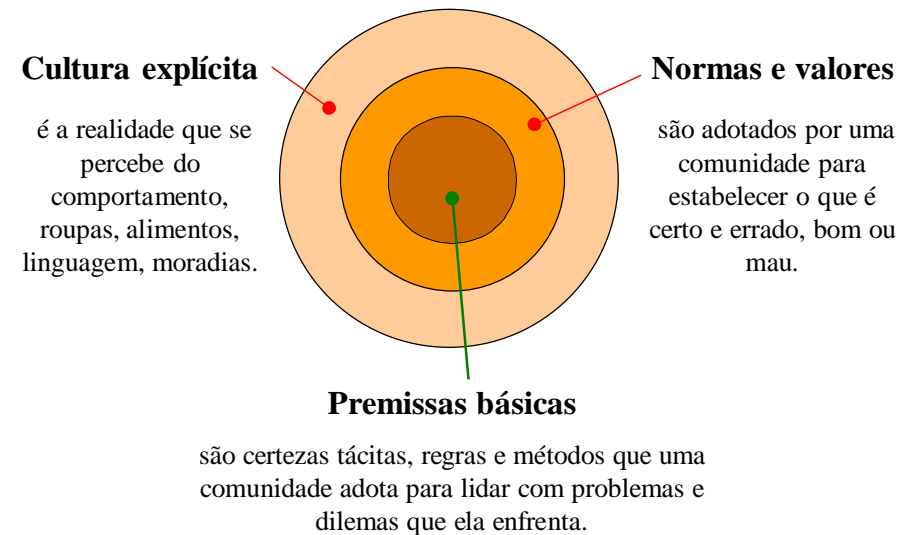 Cultura explícita
é a realidade que se
percebe do
comportamento,
roupas, alimentos,
linguagem, moradias.
Normas e valores
são adotados por uma
comunidade para
estabelecer o que é
certo e errado, bom ou
mau.
Premissas básicas
são certezas tácitas, regras e métodos que uma
comunidade adota para lidar com problemas e
dilemas que ela enfrenta.